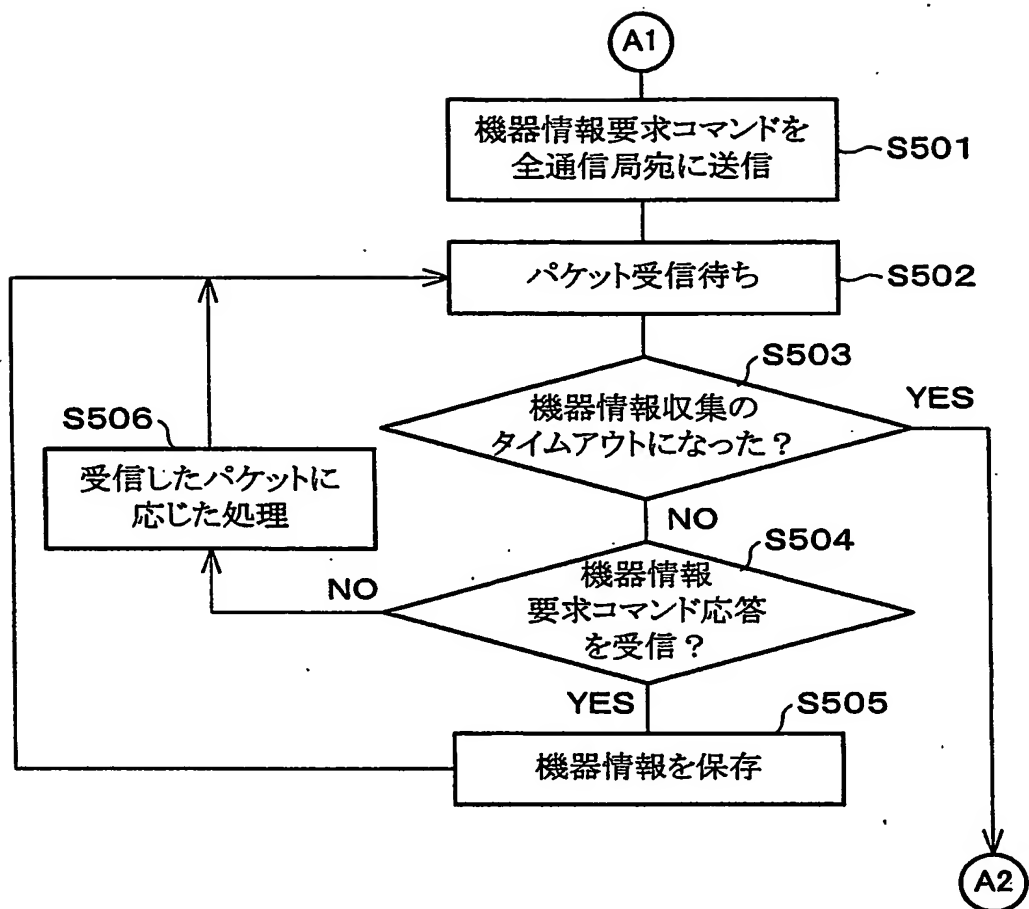 A1
機器情報要求コマンドを
全通信局宛に送信
S501
パケット受信待ち
S502
S503
機器情報収集の
タイムアウトになった？
YES
S506
受信したパケットに
応じた処理
NO
S504
機器情報
要求コマンド応答
を受信？
NO
YES
S505
機器情報を保存
A2